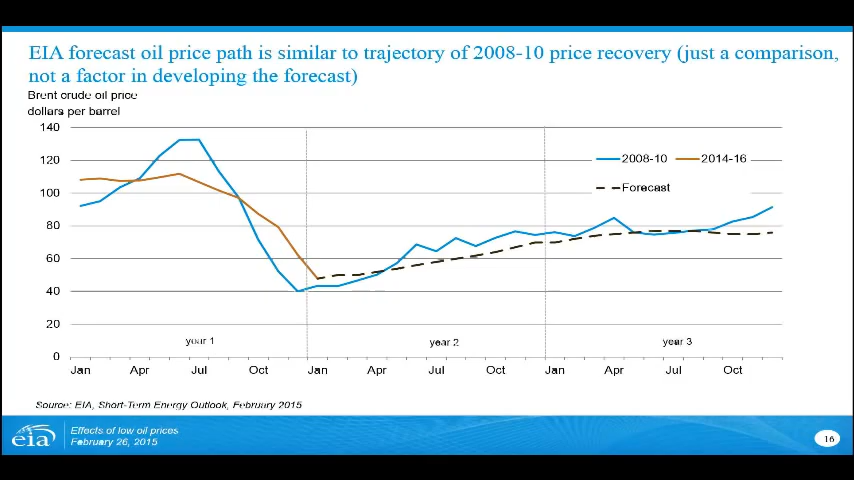 EIA forecast oil price path is similar to trajectory of 2008-10 price recovery (just a comparison,
not a factor in developing the forecast)
Brent crude oil price
dollars per barrel
140
120
100
80
60
40
20
0
2008-10
2014-16
Forecast
year 1
year 2
year 3
Jan Apr Jul Oct Jan Apr Jul Oct Jan Apr Jul Oct
Source: EIA, Short-Term Energy Outlook, February 2015
eia
Effects of low oil prices
February 26, 2015
16